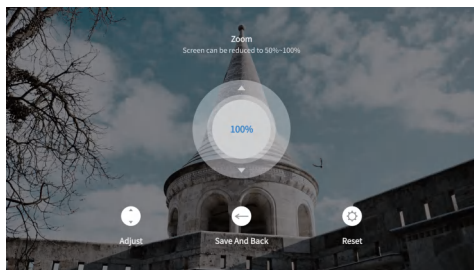 Zoom
Screen can be reduced to 50%~100%
100%
Adjust
Save And Back
Reset